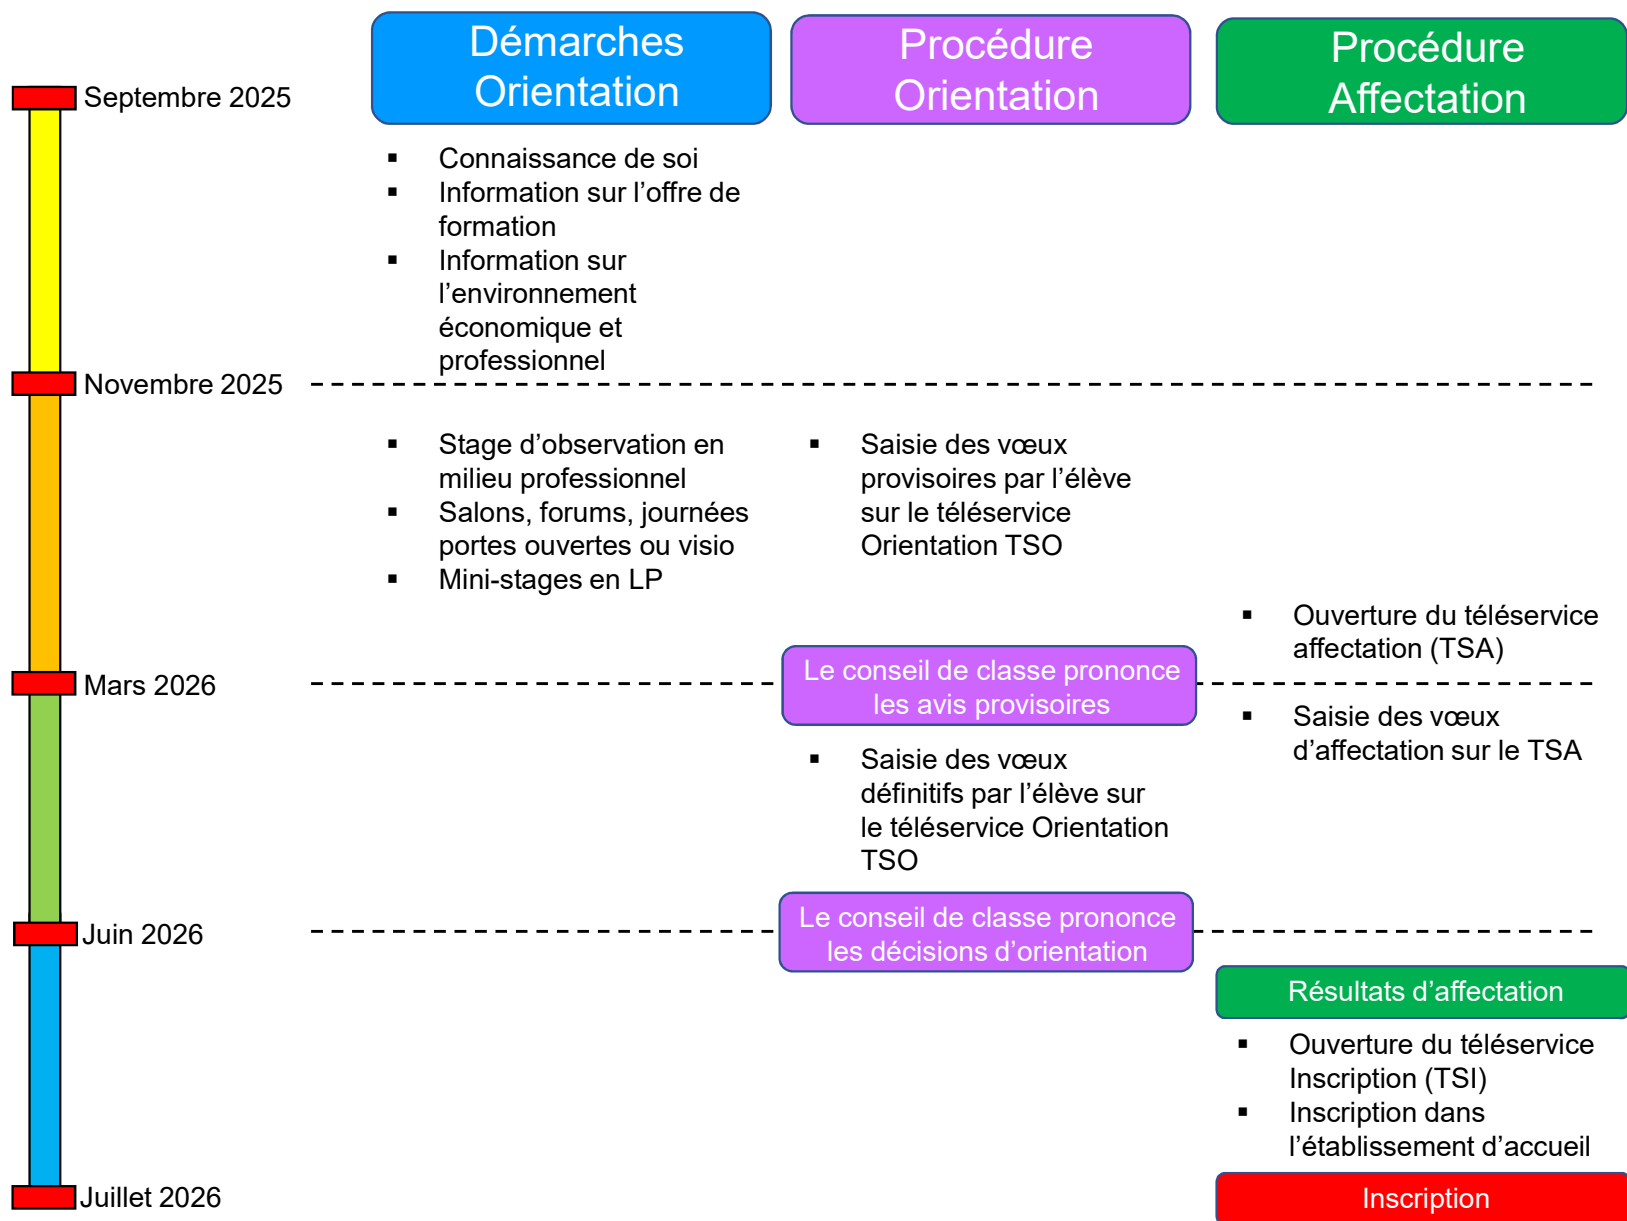 Démarches
Orientation
Procédure
Orientation
Procédure
Affectation
Septembre 2025
▪ Connaissance de soi
▪ Information sur l’offre de
formation
▪ Information sur
l’environnement
économique et
professionnel
Novembre 2025
▪ Stage d’observation en
milieu professionnel
▪ Salons, forums, journées
portes ouvertes ou visio
▪ Mini-stages en LP
▪ Saisie des vœux
provisoires par l’élève
sur le téléservice
Orientation TSO
▪ Ouverture du téléservice
affectation (TSA)
Mars 2026
Le conseil de classe prononce
les avis provisoires
▪ Saisie des vœux
d’affectation sur le TSA
▪ Saisie des vœux
définitifs par l’élève sur
le téléservice Orientation
TSO
Juin 2026
Le conseil de classe prononce
les décisions d’orientation
Résultats d’affectation
▪ Ouverture du téléservice
Inscription (TSI)
▪ Inscription dans
l’établissement d’accueil
Juillet 2026
Inscription